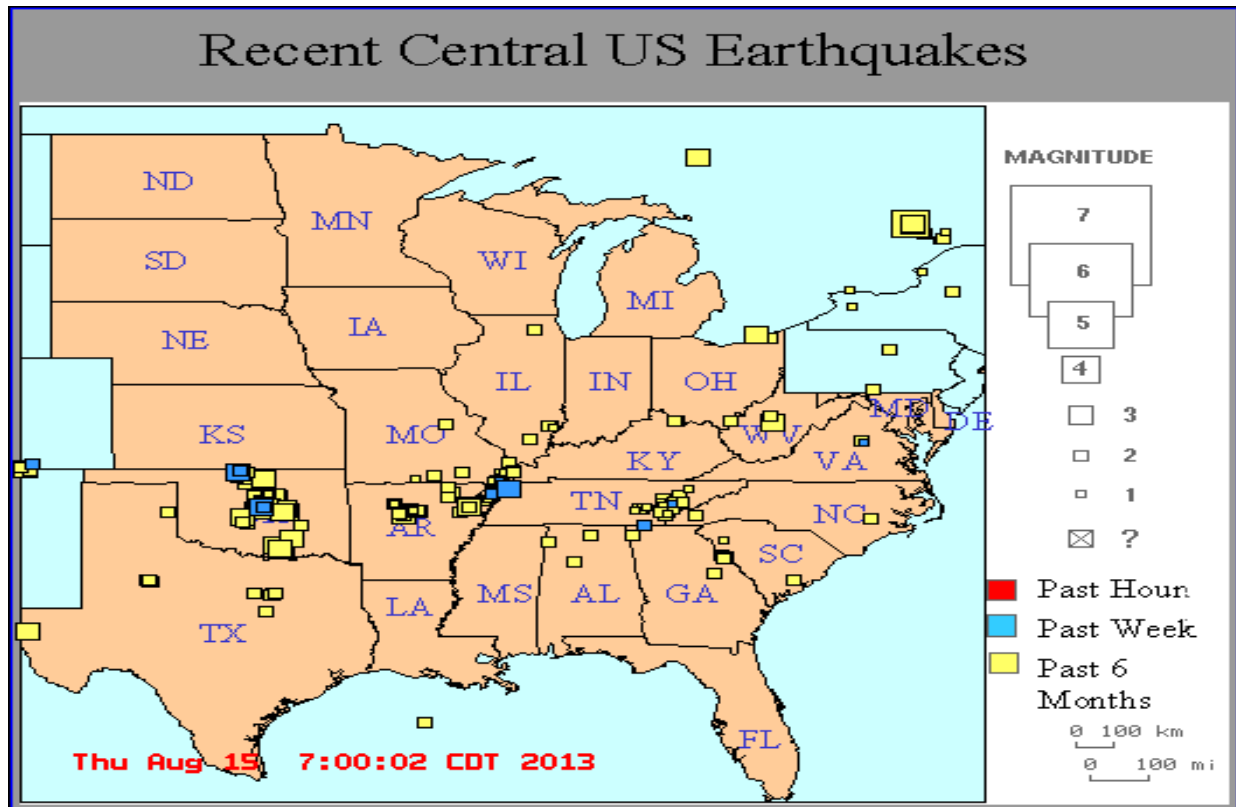 Recent Central US Earthquakes
MAGNITUDE
7
6
5
4
3
2
1
?
Past Houn
Past Week
Past 6
Months
0 100 km
0 100 mi
ND
MN
SD
WI
MI
NE
IA
IL
IN
OH
MD
DE
KS
MO
WV
VA
KY
TN
NC
AR
SC
MS
AL
GA
LA
TX
FL
Thu Aug 15 7:00:02 CDT 2013